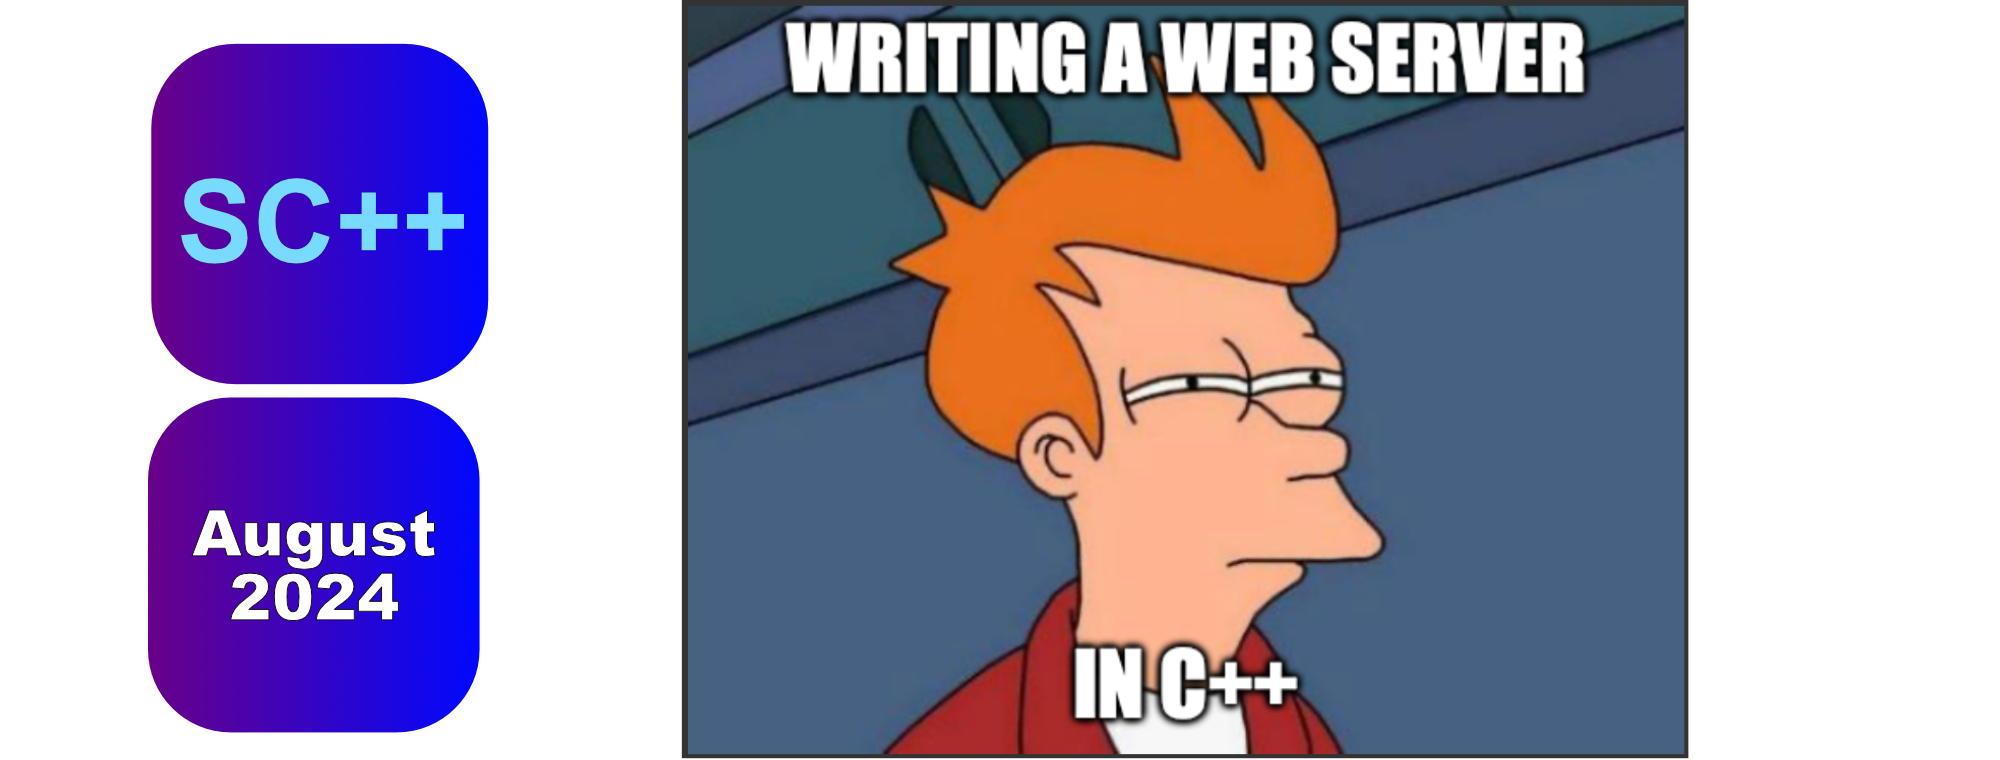 SC++
August
2024
WRITING A WEB SERVER
IN C++